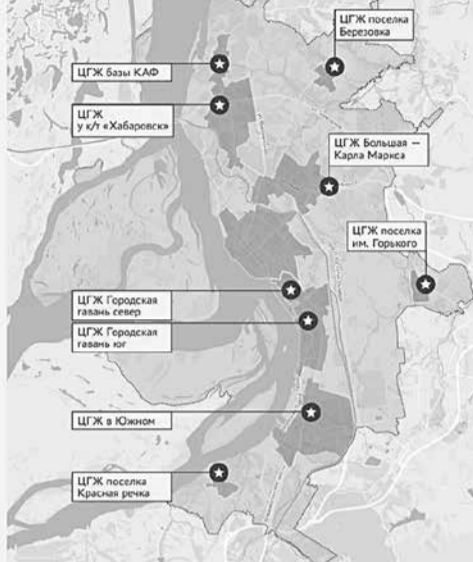 ЦГЖ поселка
Березовка
ЦГЖ базы КАФ
ЦГЖ
у к/т «Хабаровск»
ЦГЖ Большая —
Карла Маркса
ЦГЖ поселка
им. Горького
ЦГЖ Городская
гавань север
ЦГЖ Городская
гавань юг
ЦГЖ в Южном
ЦГЖ поселка
Красная речка